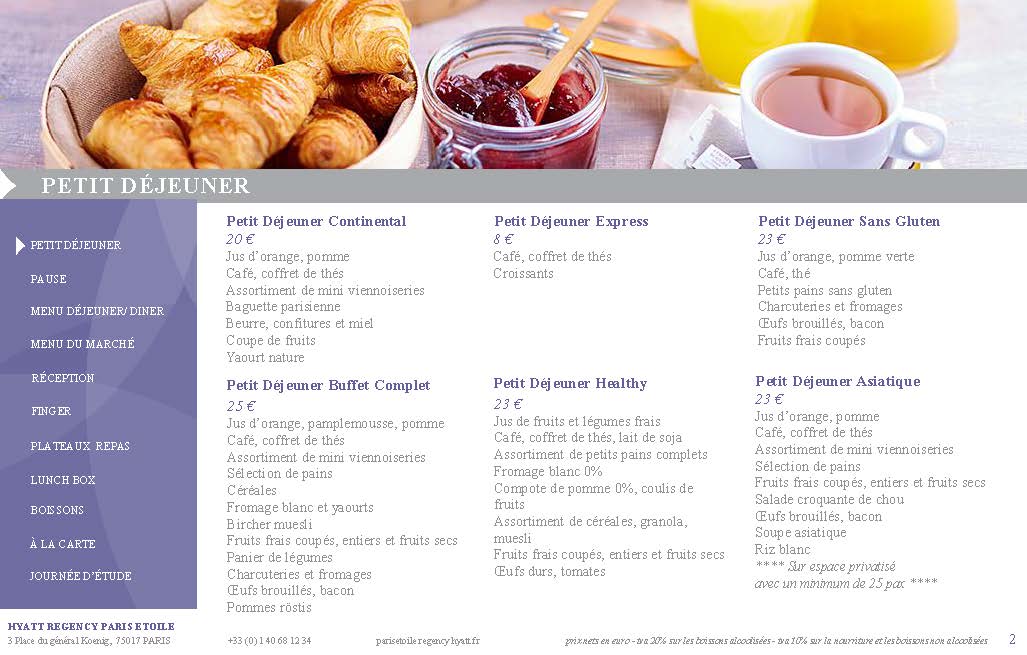 PETIT DÉJEUNER
PETIT DÉJEUNER
PAUSE
MENU DÉJEUNER/ DINER
MENU DU MARCHÉ
RÉCEPTION
FINGER
PLATEAUX REPAS
LUNCH BOX
BOISSONS
À LA CARTE
JOURNÉE D'ÉTUDE
Petit Déjeuner Continental
20 €
Jus d'orange, pomme
Café, coffret de thés
Assortiment de mini viennoiseries
Baguette parisienne
Beurre, confitures et miel
Coupe de fruits
Yaourt nature
Petit Déjeuner Express
8 €
Café, coffret de thés
Croissants
Petit Déjeuner Sans Gluten
23 €
Jus d'orange, pomme verte
Café, thé
Petits pains sans gluten
Charcuteries et fromages
Œufs brouillés, bacon
Fruits frais coupés
Petit Déjeuner Buffet Complet
25 €
Jus d'orange, pamplemousse, pomme
Café, coffret de thés
Assortiment de mini viennoiseries
Sélection de pains
Céréales
Fromage blanc et yaourts
Bircher muesli
Fruits frais coupés, entiers et fruits secs
Panier de légumes
Charcuteries et fromages
Œufs brouillés, bacon
Pommes röstis
Petit Déjeuner Healthy
23 €
Jus de fruits et légumes frais
Café, coffret de thés, lait de soja
Assortiment de petits pains complets
Fromage blanc 0%
Compote de pomme 0%, coulis de
fruits
Assortiment de céréales, granola,
muesli
Fruits frais coupés, entiers et fruits secs
Œufs durs, tomates
Petit Déjeuner Asiatique
23 €
Jus d'orange, pomme
Café, coffret de thés
Assortiment de mini viennoiseries
Sélection de pains
Fruits frais coupés, entiers et fruits secs
Salade croquante de chou
Œufs brouillés, bacon
Soupe asiatique
Riz blanc
**** Sur espace privatisé
avec un minimum de 25 pax ****
HYATT REGENCY PARIS ETOILE
3 Place du général Koenig, 75017 PARIS
+33 (0) 1 40 68 12 34
parisetoile.regency.hyatt.fr
prix nets en euro - tva 20% sur les boissons alcoolisées - tva 10% sur la nourriture et les boissons non alcoolisées
2